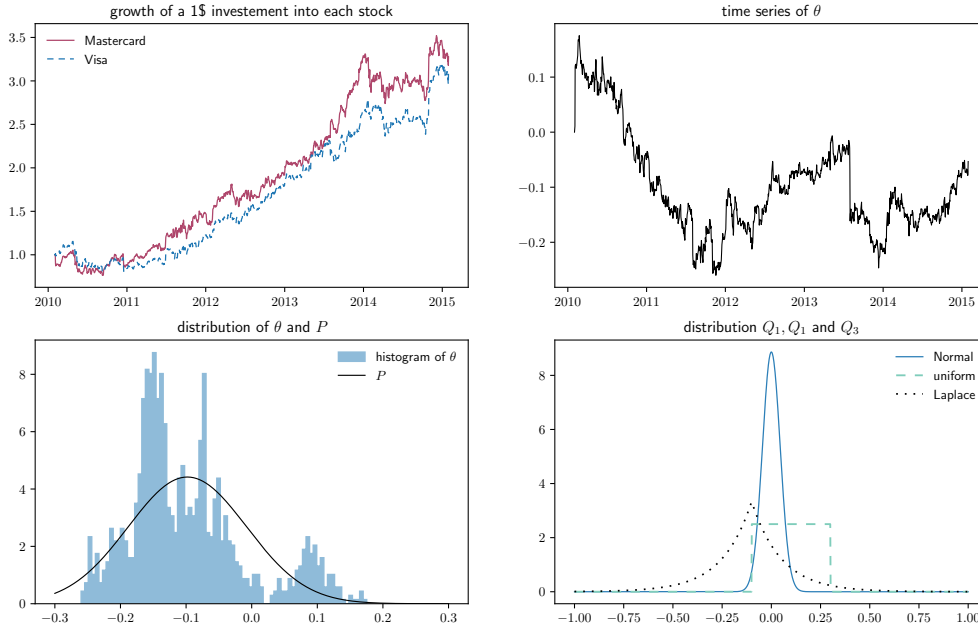 growth of a 1$ investement into each stock
3.5
3.0
2.5
2.0
1.5
1.0
Mastercard
Visa
2010 2011 2012 2013 2014 2015
time series of θ
0.1
0.0
−0.1
−0.2
2010 2011 2012 2013 2014 2015
distribution of θ and P
8
6
4
2
0
histogram of θ
P
−0.3 −0.2 −0.1 0.0 0.1 0.2 0.3
distribution Q₁, Q₁ and Q₃
8
6
4
2
0
Normal
uniform
Laplace
−1.00 −0.75 −0.50 −0.25 0.00 0.25 0.50 0.75 1.00